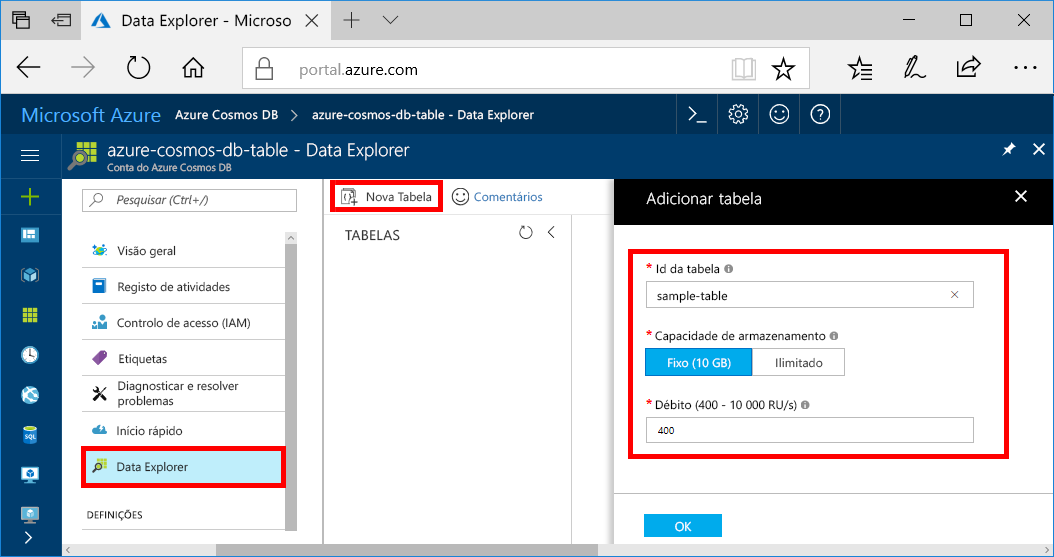 Data Explorer - Microso
portal.azure.com
Microsoft Azure Azure Cosmos DB > azure-cosmos-db-table - Data Explorer
azure-cosmos-db-table - Data Explorer
Conta do Azure Cosmos DB
Pesquisar (Ctrl+/)
Visão geral
Registo de atividades
Controlo de acesso (IAM)
Etiquetas
Diagnosticar e resolver
problemas
Início rápido
Data Explorer
DEFINIÇÕES
Nova Tabela Comentários
TABELAS
Adicionar tabela
* Id da tabela
sample-table
* Capacidade de armazenamento
Fixo (10 GB) Ilimitado
* Débito (400 - 10 000 RU/s)
400
OK
SQL